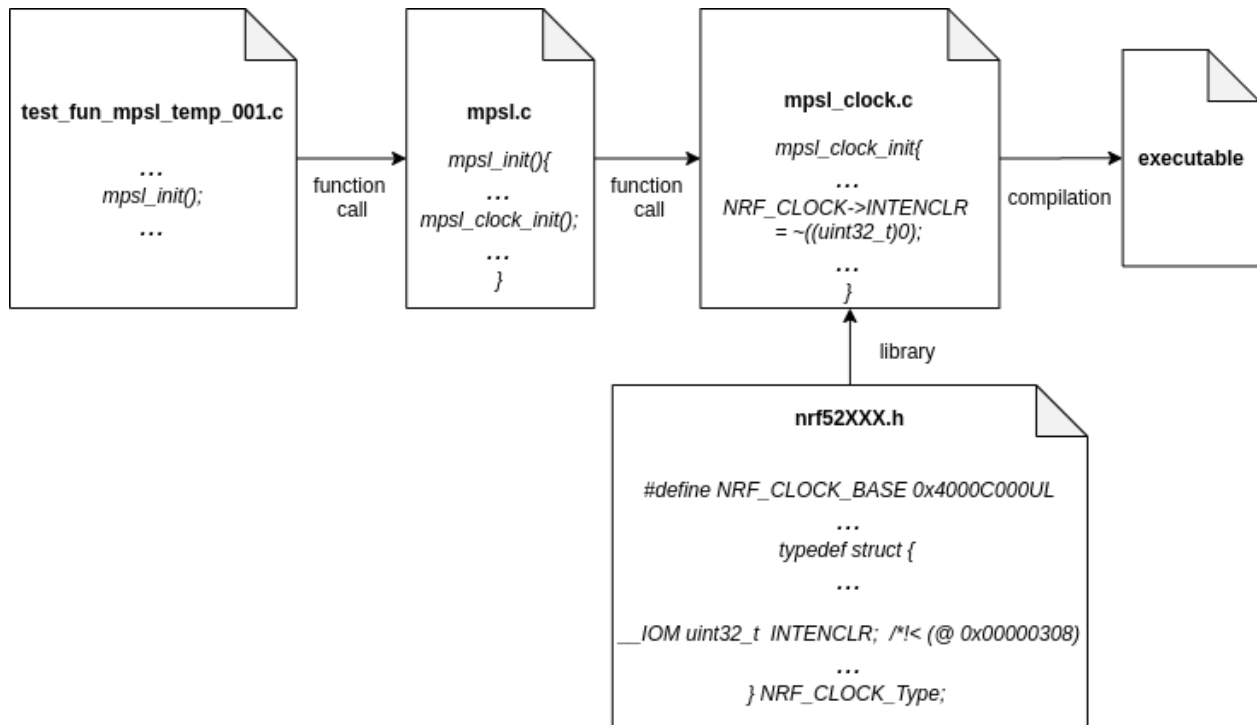 test_fun_mpsl_temp_001.c
...
mpsl_init();
...
function
call
mpsl.c
mpsl_init(){
...
mpsl_clock_init();
...
}
function
call
mpsl_clock.c
mpsl_clock_init{
...
NRF_CLOCK->INTENCLR
= ~((uint32_t)0);
...
}
compilation
executable
library
nrf52XXX.h
#define NRF_CLOCK_BASE 0x4000C000UL
...
typedef struct {
...
__IOM uint32_t INTENCLR; /*!< (@ 0x00000308)
...
} NRF_CLOCK_Type;